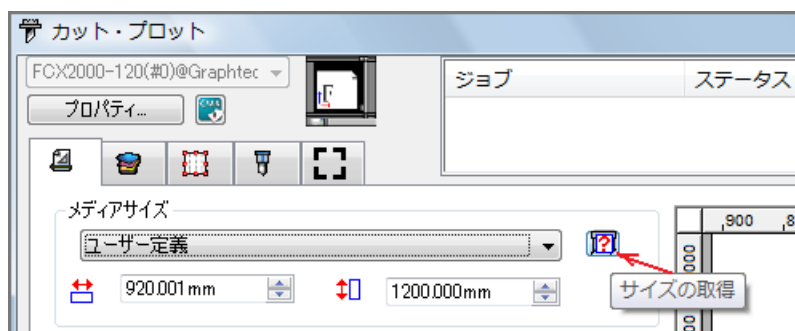 カット・プロット
FCX2000-120(#0)@Graphtec
ジョブ
ステータス
プロパティ...
メディアサイズ
ユーザー定義
920.001mm
1200.000mm
サイズの取得
900